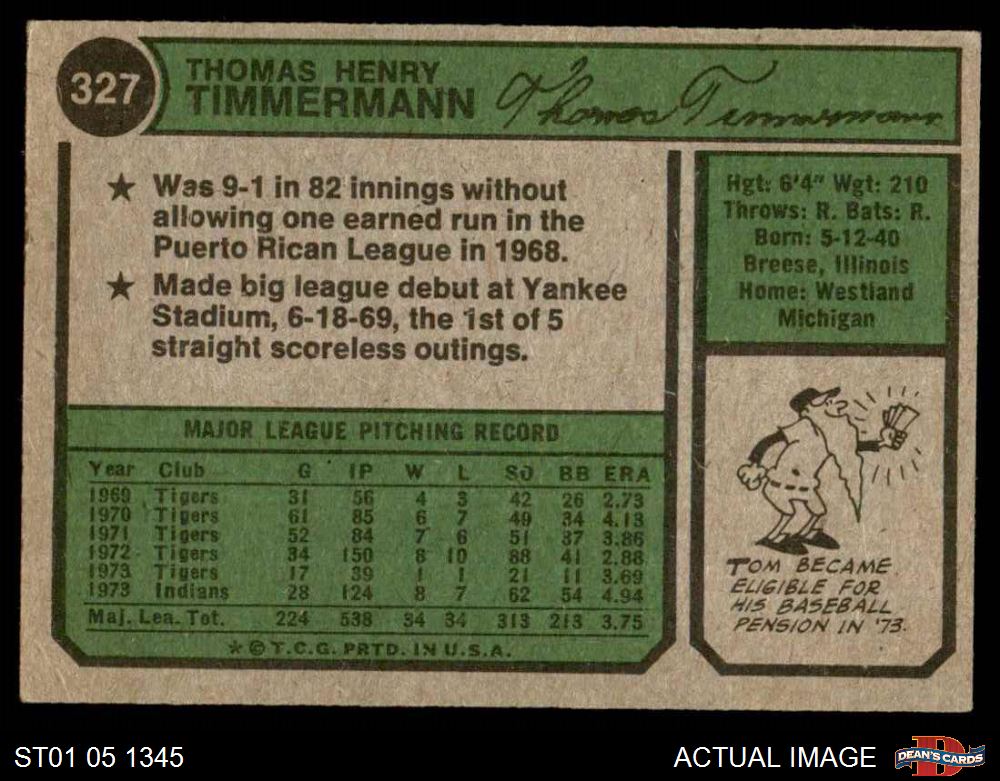 327
THOMAS HENRY
TIMMERMANN
Thomas Timmermann
★ Was 9-1 in 82 innings without
allowing one earned run in the
Puerto Rican League in 1968.
★ Made big league debut at Yankee
Stadium, 6-18-69, the 1st of 5
straight scoreless outings.
Hgt: 6'4" Wgt: 210
Throws: R. Bats: R.
Born: 5-12-40
Breese, Illinois
Home: Westland
Michigan
MAJOR LEAGUE PITCHING RECORD
Year Club G IP W L SO BB ERA
1969 Tigers 31 56 4 3 42 26 2.73
1970 Tigers 61 85 6 7 49 34 4.13
1971 Tigers 52 84 7 6 51 37 3.86
1972 Tigers 34 150 8 10 88 41 2.88
1973 Tigers 17 39 1 1 21 11 3.69
1973 Indians 28 124 8 7 62 54 4.94
Maj. Lea. Tot. 224 538 34 34 313 213 3.75
★ © T.C.G. PRTD. IN U.S.A.
TOM BECAME
ELIGIBLE FOR
HIS BASEBALL
PENSION IN '73.
ST01 05 1345
ACTUAL IMAGE
D
DEAN'S CARDS